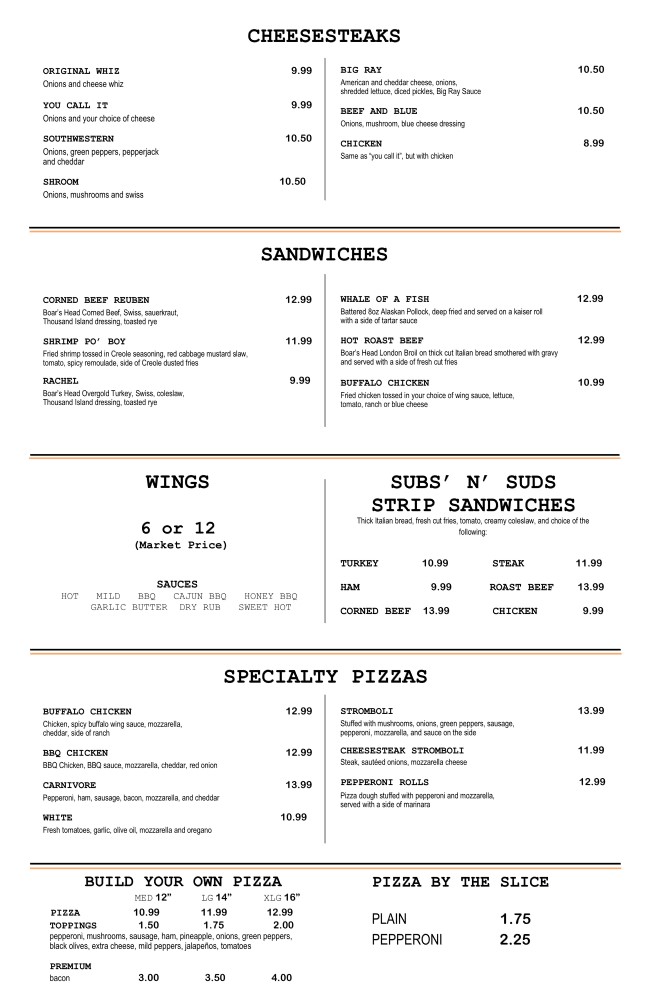 CHEESESTEAKS
ORIGINAL WHIZ 9.99
Onions and cheese whiz
YOU CALL IT 9.99
Onions and your choice of cheese
SOUTHWESTERN 10.50
Onions, green peppers, pepperjack
and cheddar
SHROOM 10.50
Onions, mushrooms and swiss
BIG RAY 10.50
American and cheddar cheese, onions,
shredded lettuce, diced pickles, Big Ray Sauce
BEEF AND BLUE 10.50
Onions, mushroom, blue cheese dressing
CHICKEN 8.99
Same as "you call it", but with chicken
SANDWICHES
CORNED BEEF REUBEN 12.99
Boar's Head Corned Beef, Swiss, sauerkraut,
Thousand Island dressing, toasted rye
SHRIMP PO' BOY 11.99
Fried shrimp tossed in Creole seasoning, red cabbage mustard slaw,
tomato, spicy remoulade, side of Creole dusted fries
RACHEL 9.99
Boar's Head Overgold Turkey, Swiss, coleslaw,
Thousand Island dressing, toasted rye
WHALE OF A FISH 12.99
Battered 8oz Alaskan Pollock, deep fried and served on a kaiser roll
with a side of tartar sauce
HOT ROAST BEEF 12.99
Boar's Head London Broil on thick cut Italian bread smothered with gravy
and served with a side of fresh cut fries
BUFFALO CHICKEN 10.99
Fried chicken tossed in your choice of wing sauce, lettuce,
tomato, ranch or blue cheese
WINGS
6 or 12
(Market Price)
SAUCES
HOT MILD BBQ CAJUN BBQ HONEY BBQ
GARLIC BUTTER DRY RUB SWEET HOT
SUBS' N' SUDS
STRIP SANDWICHES
Thick Italian bread, fresh cut fries, tomato, creamy coleslaw, and choice of the
following:
TURKEY 10.99 STEAK 11.99
HAM 9.99 ROAST BEEF 13.99
CORNED BEEF 13.99 CHICKEN 9.99
SPECIALTY PIZZAS
BUFFALO CHICKEN 12.99
Chicken, spicy buffalo wing sauce, mozzarella,
cheddar, side of ranch
BBQ CHICKEN 12.99
BBQ Chicken, BBQ sauce, mozzarella, cheddar, red onion
CARNIVORE 13.99
Pepperoni, ham, sausage, bacon, mozzarella, and cheddar
WHITE 10.99
Fresh tomatoes, garlic, olive oil, mozzarella and oregano
STROMBOLI 13.99
Stuffed with mushrooms, onions, green peppers, sausage,
pepperoni, mozzarella, and sauce on the side
CHEESESTEAK STROMBOLI 11.99
Steak, sautéed onions, mozzarella cheese
PEPPERONI ROLLS 12.99
Pizza dough stuffed with pepperoni and mozzarella,
served with a side of marinara
BUILD YOUR OWN PIZZA
MED 12" LG 14" XLG 16"
PIZZA 10.99 11.99 12.99
TOPPINGS 1.50 1.75 2.00
pepperoni, mushrooms, sausage, ham, pineapple, onions, green peppers,
black olives, extra cheese, mild peppers, jalapeños, tomatoes
PREMIUM
bacon 3.00 3.50 4.00
PIZZA BY THE SLICE
PLAIN 1.75
PEPPERONI 2.25